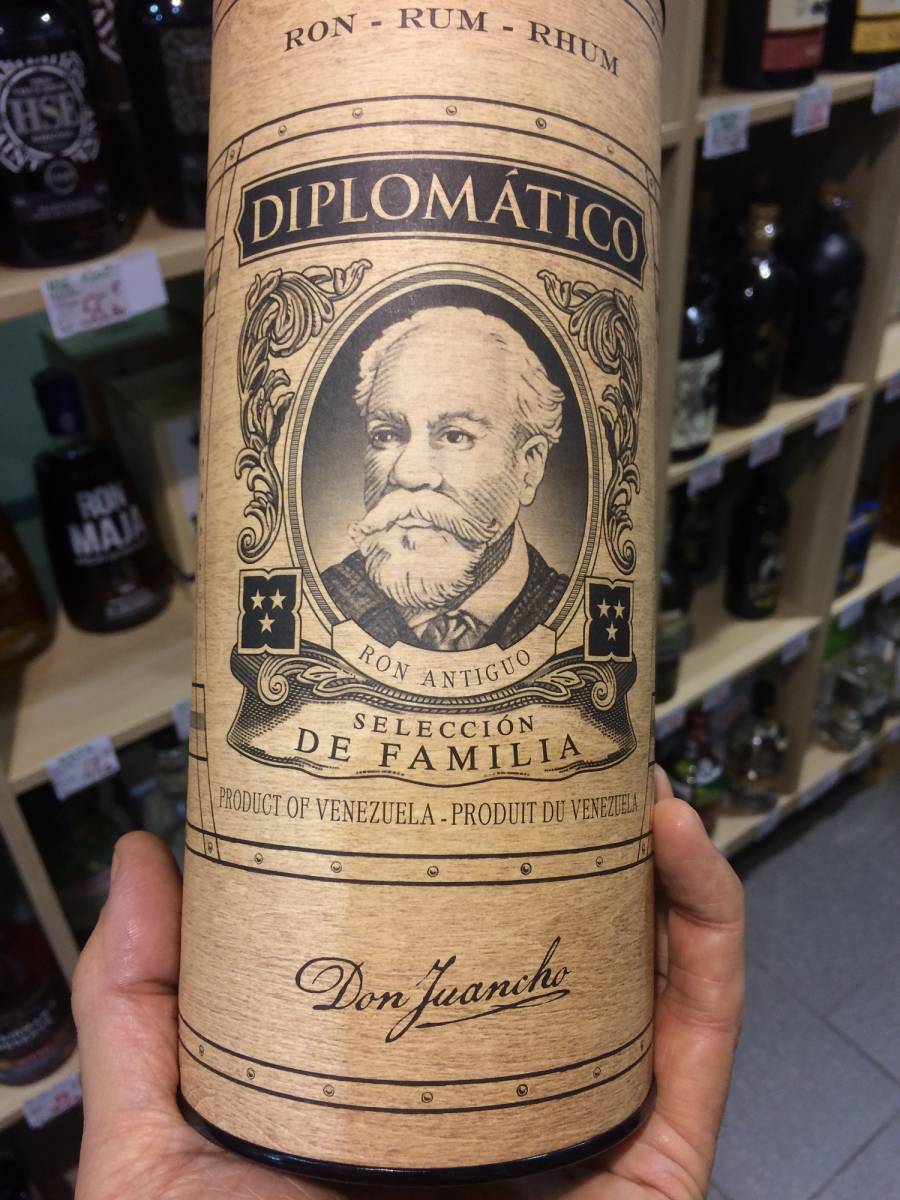 RON - RUM - RHUM
DIPLOMÁTICO
RON ANTIGUO
SELECCIÓN
DE FAMILIA
PRODUCT OF VENEZUELA - PRODUIT DU VENEZUELA
Don Juancho
HSE
RON
MAJA